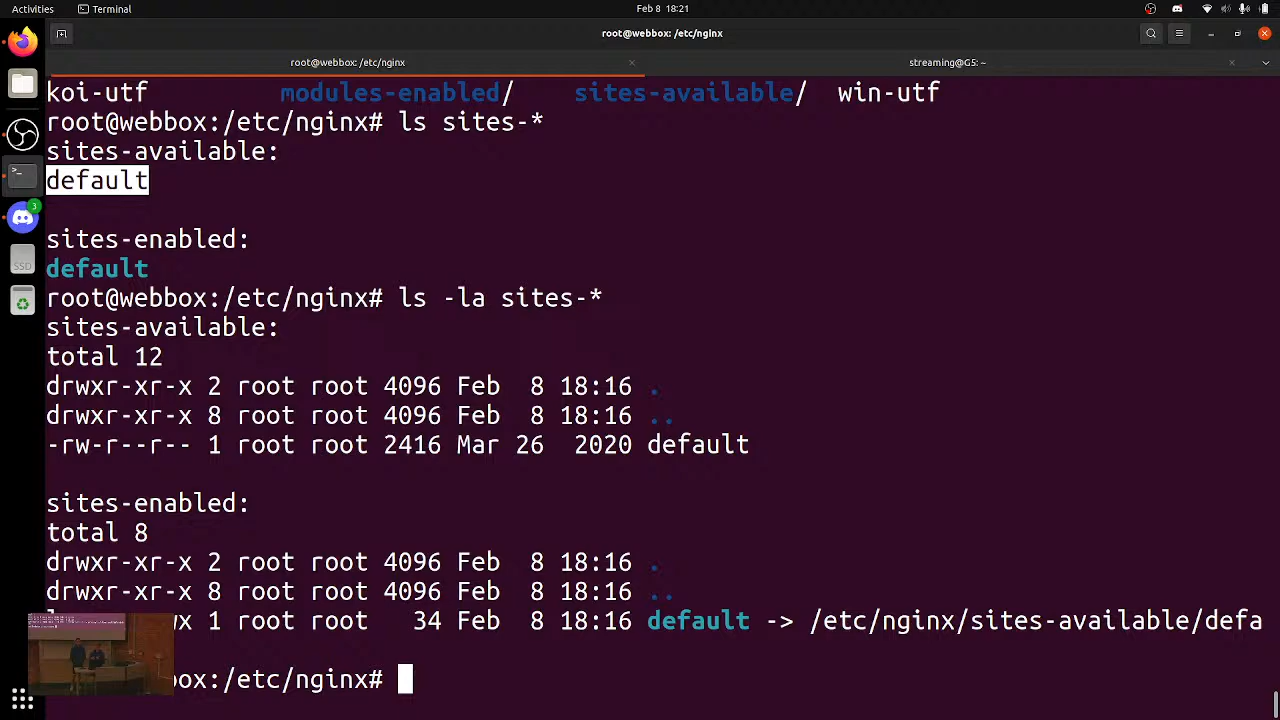 Activities Terminal Feb 8 18:21
root@webbox: /etc/nginx
root@webbox: /etc/nginx streaming@G5: ~
koi-utf modules-enabled/ sites-available/ win-utf
root@webbox:/etc/nginx# ls sites-*
sites-available:
default
sites-enabled:
default
root@webbox:/etc/nginx# ls -la sites-*
sites-available:
total 12
drwxr-xr-x 2 root root 4096 Feb 8 18:16 .
drwxr-xr-x 8 root root 4096 Feb 8 18:16 ..
-rw-r--r-- 1 root root 2416 Mar 26 2020 default
sites-enabled:
total 8
drwxr-xr-x 2 root root 4096 Feb 8 18:16 .
drwxr-xr-x 8 root root 4096 Feb 8 18:16 ..
1 root root 34 Feb 8 18:16 default -> /etc/nginx/sites-available/defa
box:/etc/nginx#
3
SSD